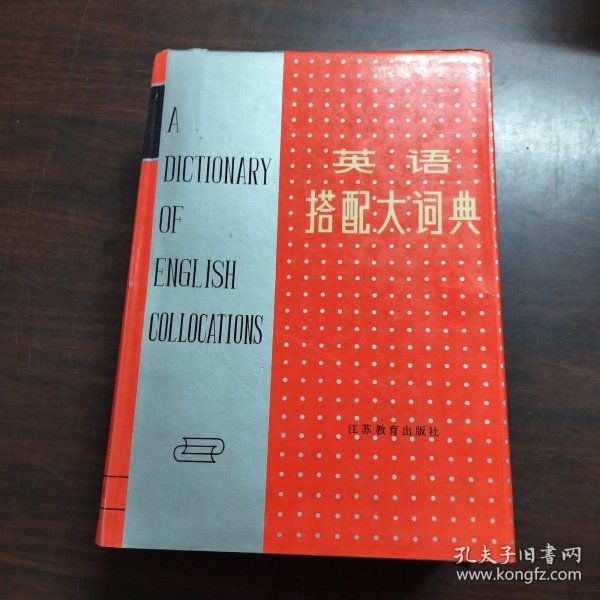 A
DICTIONARY
OF
ENGLISH
COLLOCATIONS
英语
搭配大词典
江苏教育出版社
孔夫子旧书网
www.kongfz.com